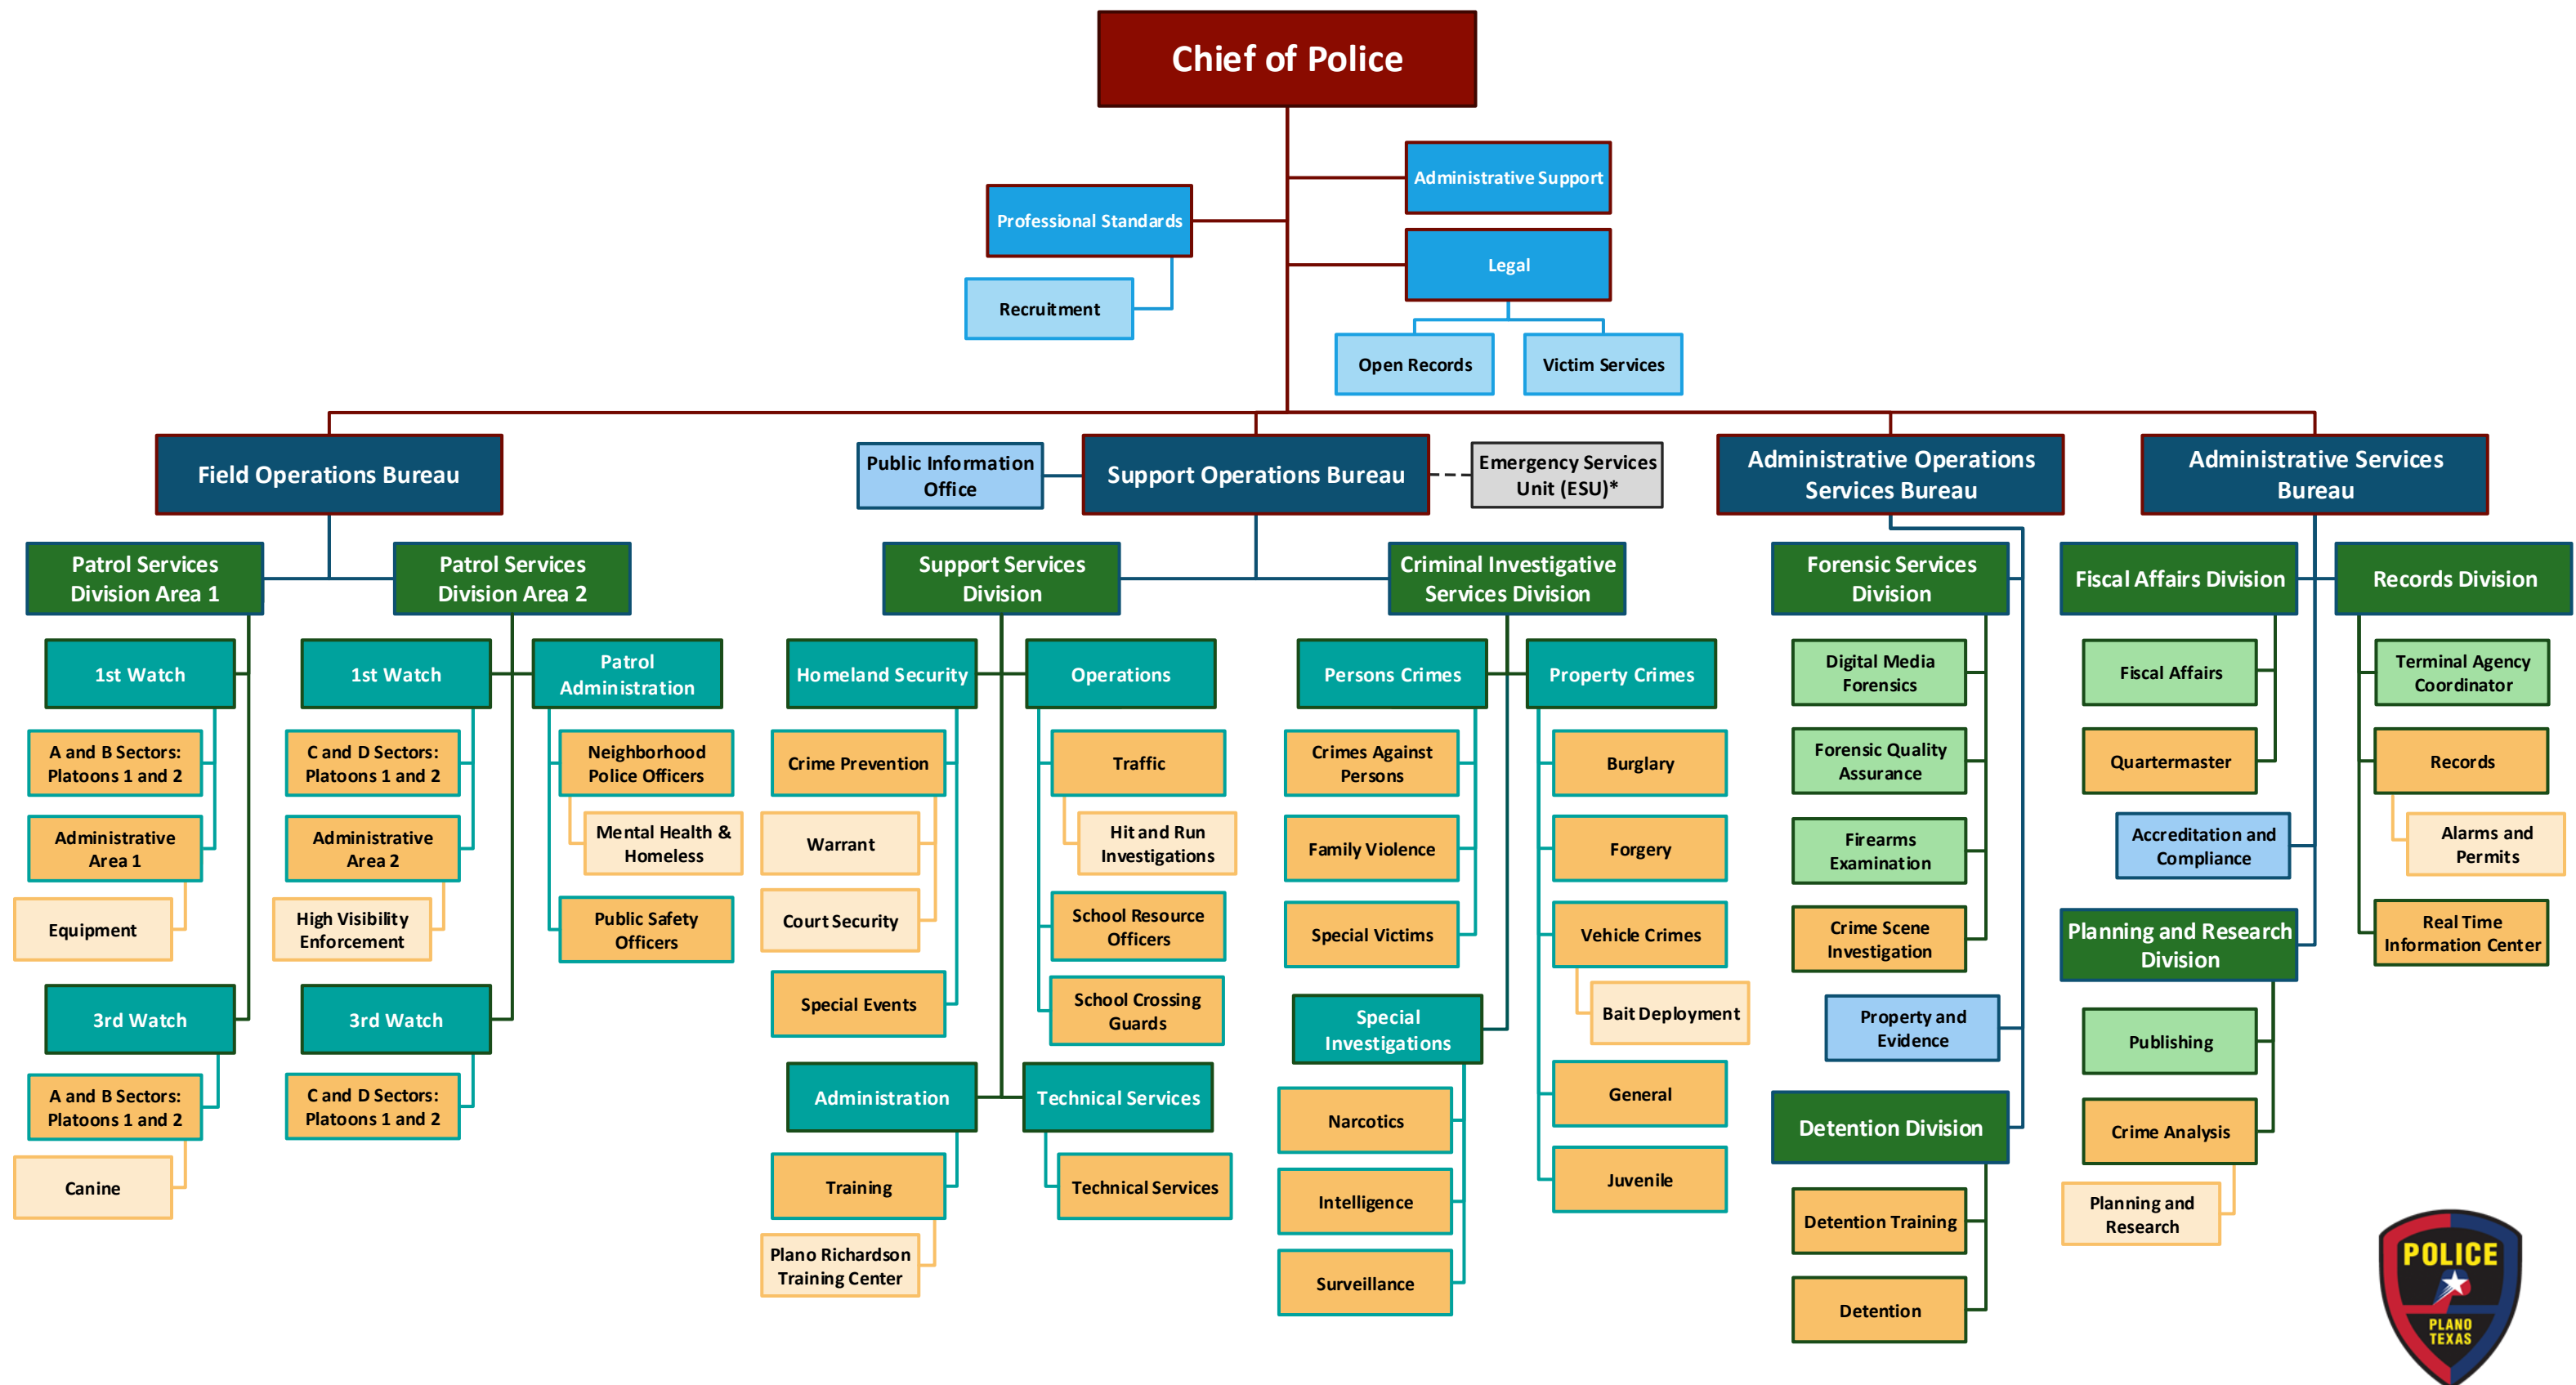 Chief of Police
Administrative Support
Professional Standards
Legal
Recruitment
Open Records
Victim Services
Field Operations Bureau
Public Information
Office
Support Operations Bureau
Emergency Services
Unit (ESU)*
Administrative Operations
Services Bureau
Administrative Services
Bureau
Patrol Services
Division Area 1
1st Watch
A and B Sectors:
Platoons 1 and 2
Administrative
Area 1
Equipment
3rd Watch
A and B Sectors:
Platoons 1 and 2
Canine
Patrol Services
Division Area 2
1st Watch
C and D Sectors:
Platoons 1 and 2
Administrative
Area 2
High Visibility
Enforcement
3rd Watch
C and D Sectors:
Platoons 1 and 2
Patrol
Administration
Neighborhood
Police Officers
Mental Health &
Homeless
Public Safety
Officers
Support Services
Division
Homeland Security
Crime Prevention
Warrant
Court Security
Special Events
Operations
Traffic
Hit and Run
Investigations
School Resource
Officers
School Crossing
Guards
Administration
Training
Plano Richardson
Training Center
Technical Services
Technical Services
Criminal Investigative
Services Division
Persons Crimes
Crimes Against
Persons
Family Violence
Special Victims
Special
Investigations
Narcotics
Intelligence
Surveillance
Property Crimes
Burglary
Forgery
Vehicle Crimes
Bait Deployment
General
Juvenile
Forensic Services
Division
Digital Media
Forensics
Forensic Quality
Assurance
Firearms
Examination
Crime Scene
Investigation
Property and
Evidence
Detention Division
Detention Training
Detention
Fiscal Affairs Division
Fiscal Affairs
Quartermaster
Accreditation and
Compliance
Planning and Research
Division
Publishing
Crime Analysis
Planning and
Research
Records Division
Terminal Agency
Coordinator
Records
Alarms and
Permits
Real Time
Information Center
POLICE
PLANO
TEXAS